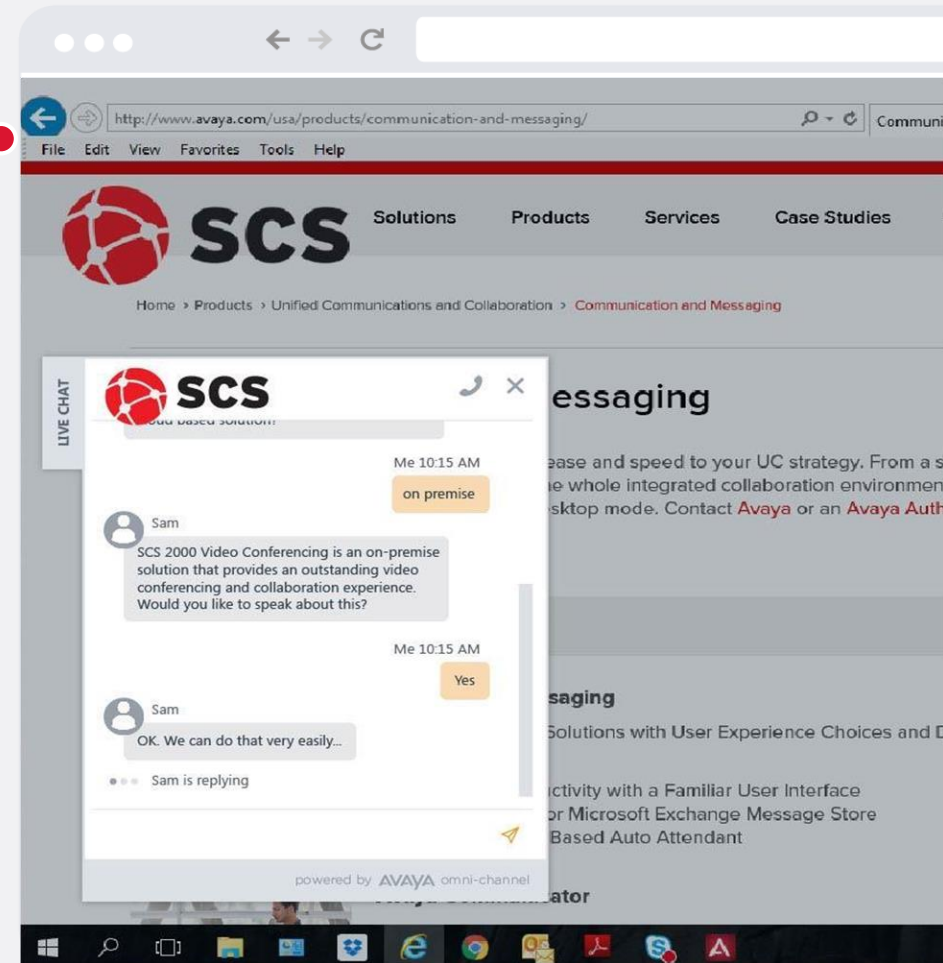 http://www.avaya.com/usa/products/communication-and-messaging/
Communi
File Edit View Favorites Tools Help
SCS
Solutions Products Services Case Studies
Home › Products › Unified Communications and Collaboration › Communication and Messaging
LIVE CHAT
SCS
essaging
based solution?
Me 10:15 AM
on premise
ease and speed to your UC strategy. From a s
e whole integrated collaboration environmen
sktop mode. Contact Avaya or an Avaya Auth
Sam
SCS 2000 Video Conferencing is an on-premise
solution that provides an outstanding video
conferencing and collaboration experience.
Would you like to speak about this?
Me 10:15 AM
Yes
Sam
OK. We can do that very easily...
Sam is replying
saging
Solutions with User Experience Choices and D
ctivity with a Familiar User Interface
or Microsoft Exchange Message Store
Based Auto Attendant
powered by AVAYA omni-channel
ator